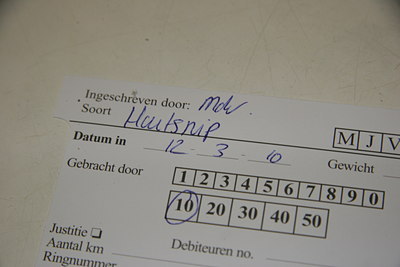 Ingeschreven door: mdw
Soort Houtsnip
M J V
Datum in 12 - 3 - 10
Gewicht
Gebracht door
1 2 3 4 5 6 7 8 9 0
10 20 30 40 50
Justitie ☐
Aantal km
Debiteuren no.
Ringnummer